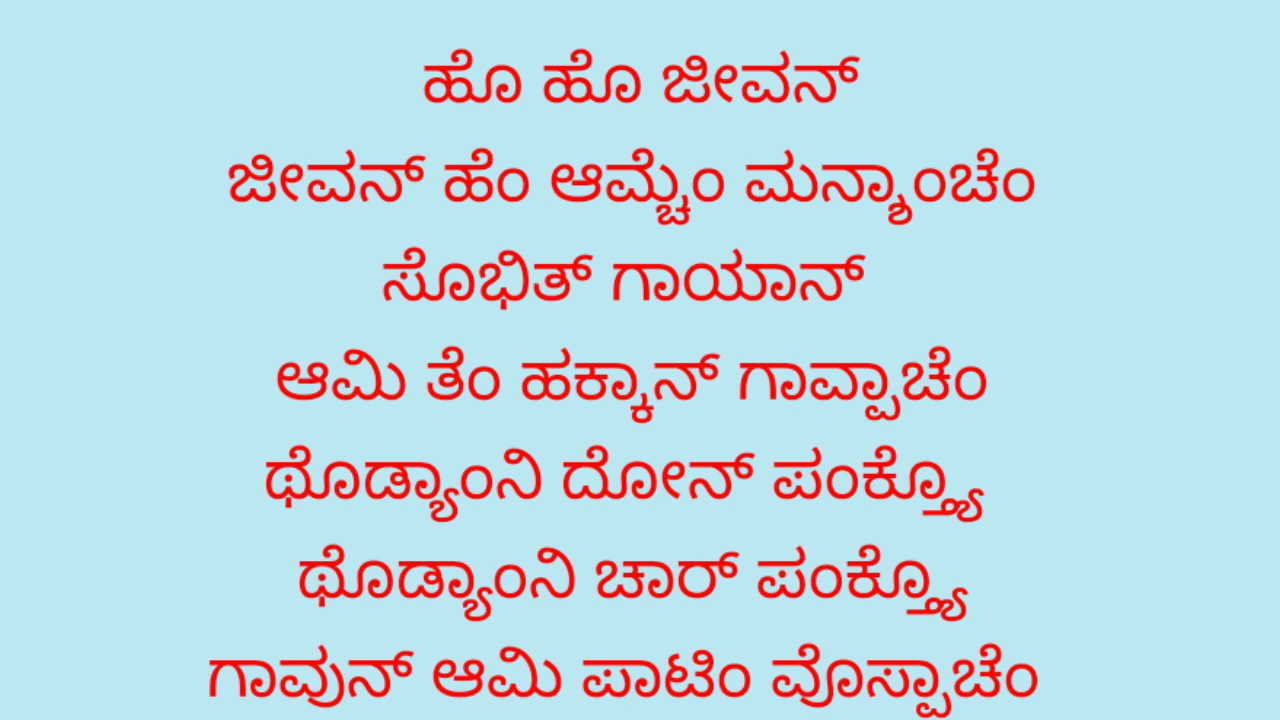 ಹೊ ಹೊ ಜೀವನ್
ಜೀವನ್ ಹೆಂ ಆಮ್ಚೆಂ ಮನ್ಶ್ಯಾಂಚೆಂ
ಸೊಭಿತ್ ಗಾಯಾನ್
ಆಮಿ ತೆಂ ಹಕ್ಕಾನ್ ಗಾವ್ಪಾಚೆಂ
ಥೊಡ್ಯಾಂನಿ ದೋನ್ ಪಂಕ್ತ್ಯೊ
ಥೊಡ್ಯಾಂನಿ ಚಾರ್ ಪಂಕ್ತ್ಯೊ
ಗಾವುನ್ ಆಮಿ ಪಾಟಿಂ ವೊಸ್ಪಾಚೆಂ